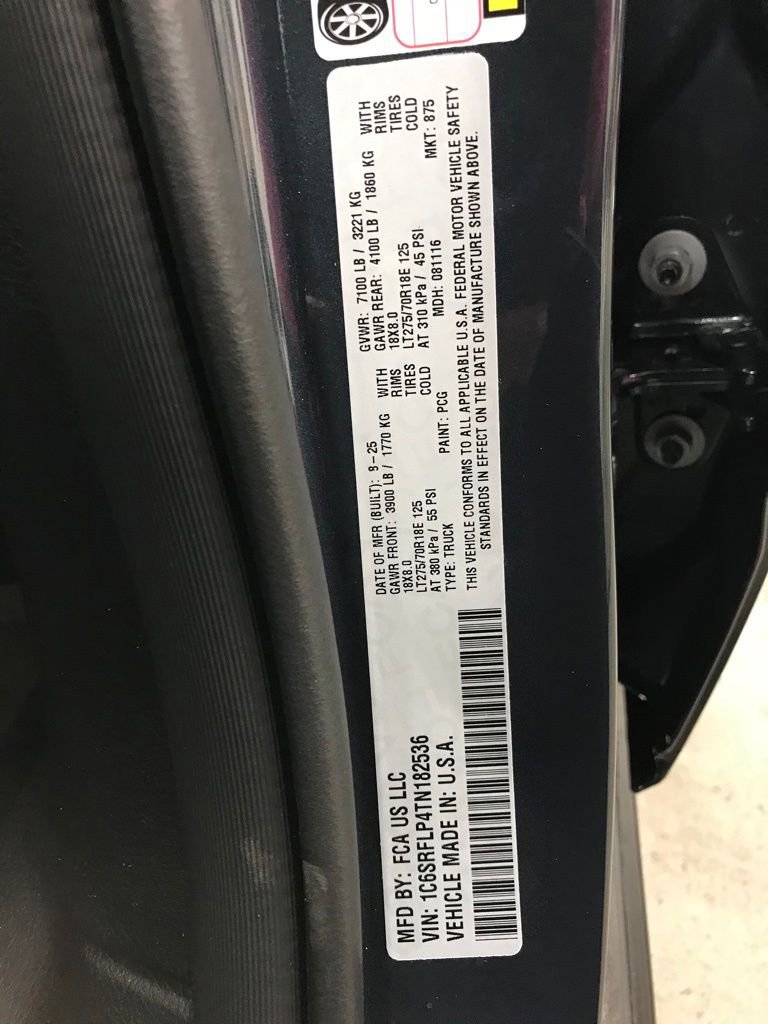 MFD BY: FCA US LLC
VIN: 1C6SRFLP4TN182536
VEHICLE MADE IN: U.S.A.
DATE OF MFR (BUILT): 8-25 GVWR: 7100 LB / 3221 KG
GAWR FRONT: 3900 LB / 1770 KG WITH GAWR REAR: 4100 LB / 1860 KG WITH
18X8.0 RIMS 18X8.0 RIMS
LT275/70R18E 125 TIRES LT275/70R18E 125 TIRES
AT 380 kPa / 55 PSI COLD AT 310 kPa / 45 PSI COLD
TYPE: TRUCK PAINT: PCG MDH: 081116 MKT: 875
THIS VEHICLE CONFORMS TO ALL APPLICABLE U.S.A. FEDERAL MOTOR VEHICLE SAFETY
STANDARDS IN EFFECT ON THE DATE OF MANUFACTURE SHOWN ABOVE.